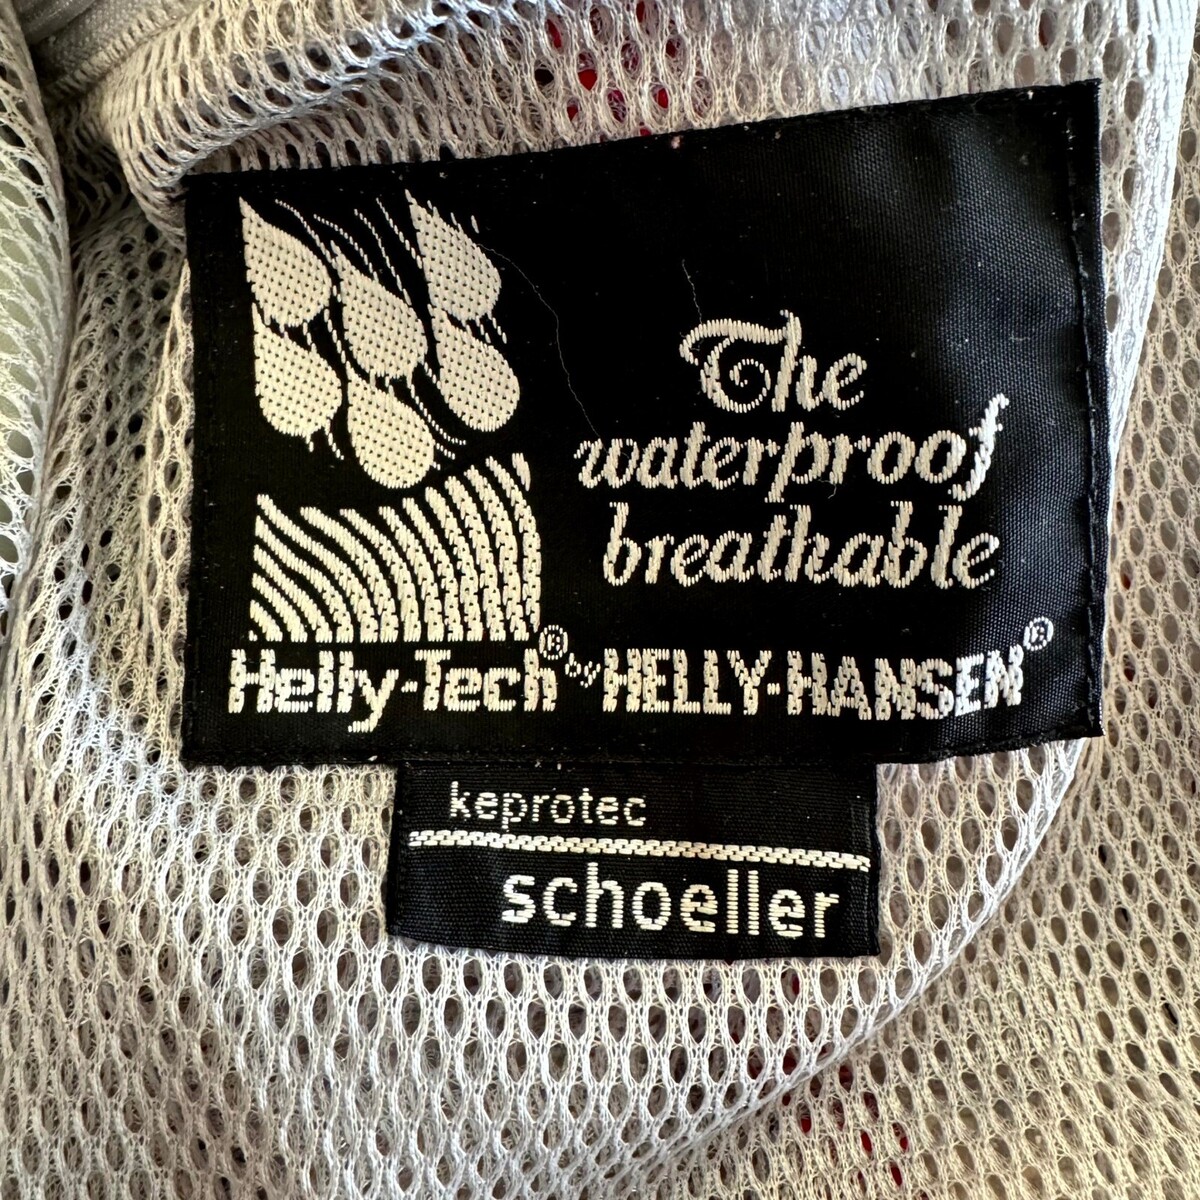 The
waterproof
breathable
Helly-Tech® by HELLY-HANSEN®
keprotec
schoeller